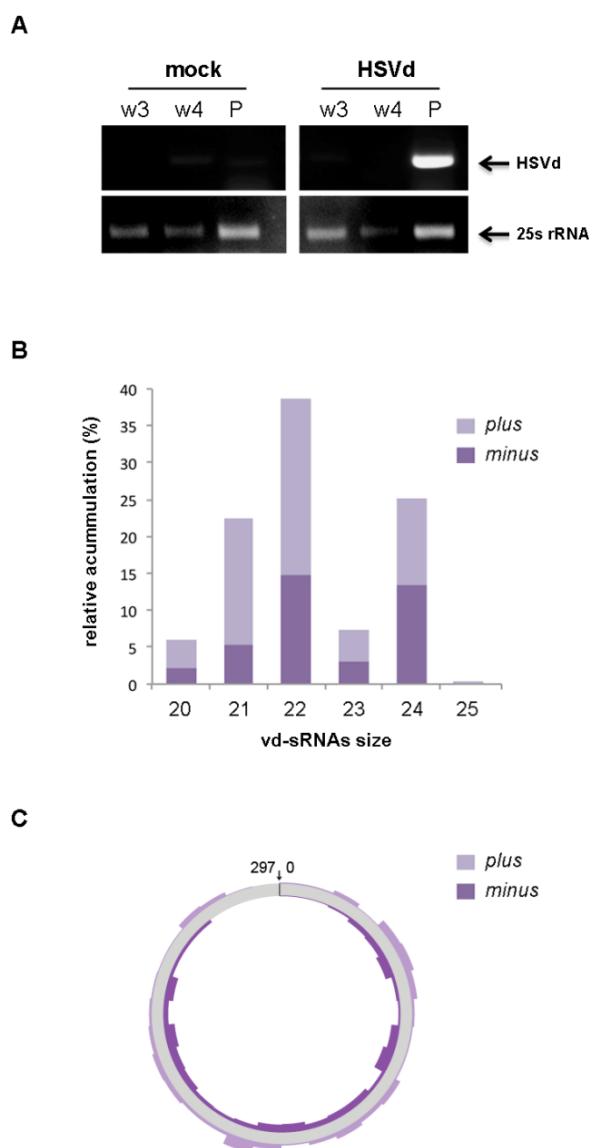 A
mock HSVd
w3 w4 P w3 w4 P
HSVd
25s rRNA
B
40
35
30
25
20
15
10
5
0
relative acummulation (%)
plus
minus
20 21 22 23 24 25
vd-sRNAs size
C
297 0
plus
minus